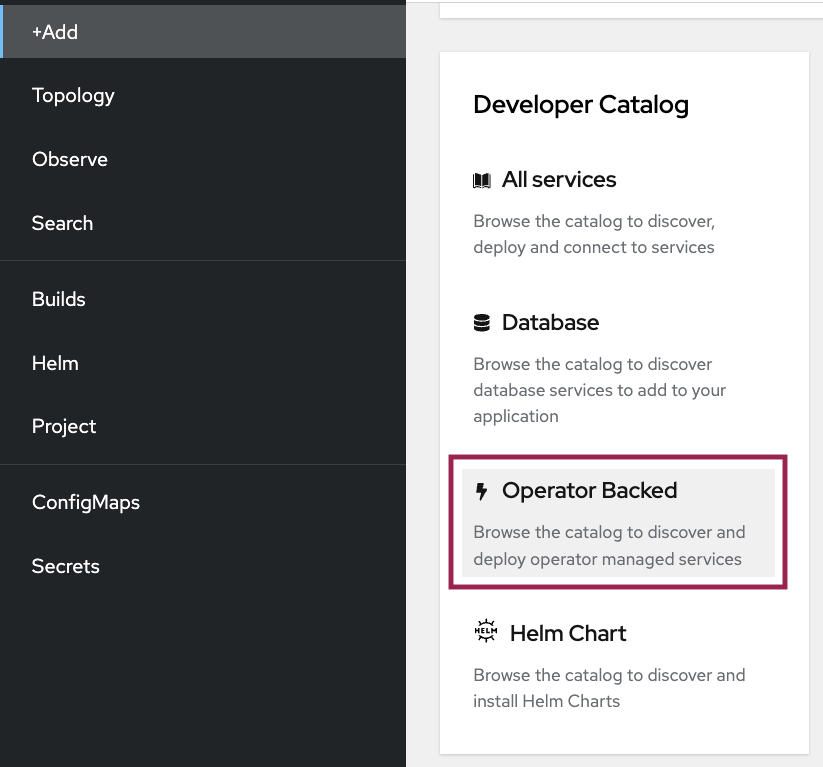 +Add
Topology
Observe
Search
Builds
Helm
Project
ConfigMaps
Secrets
Developer Catalog
All services
Browse the catalog to discover,
deploy and connect to services
Database
Browse the catalog to discover
database services to add to your
application
Operator Backed
Browse the catalog to discover and
deploy operator managed services
HELM
Helm Chart
Browse the catalog to discover and
install Helm Charts